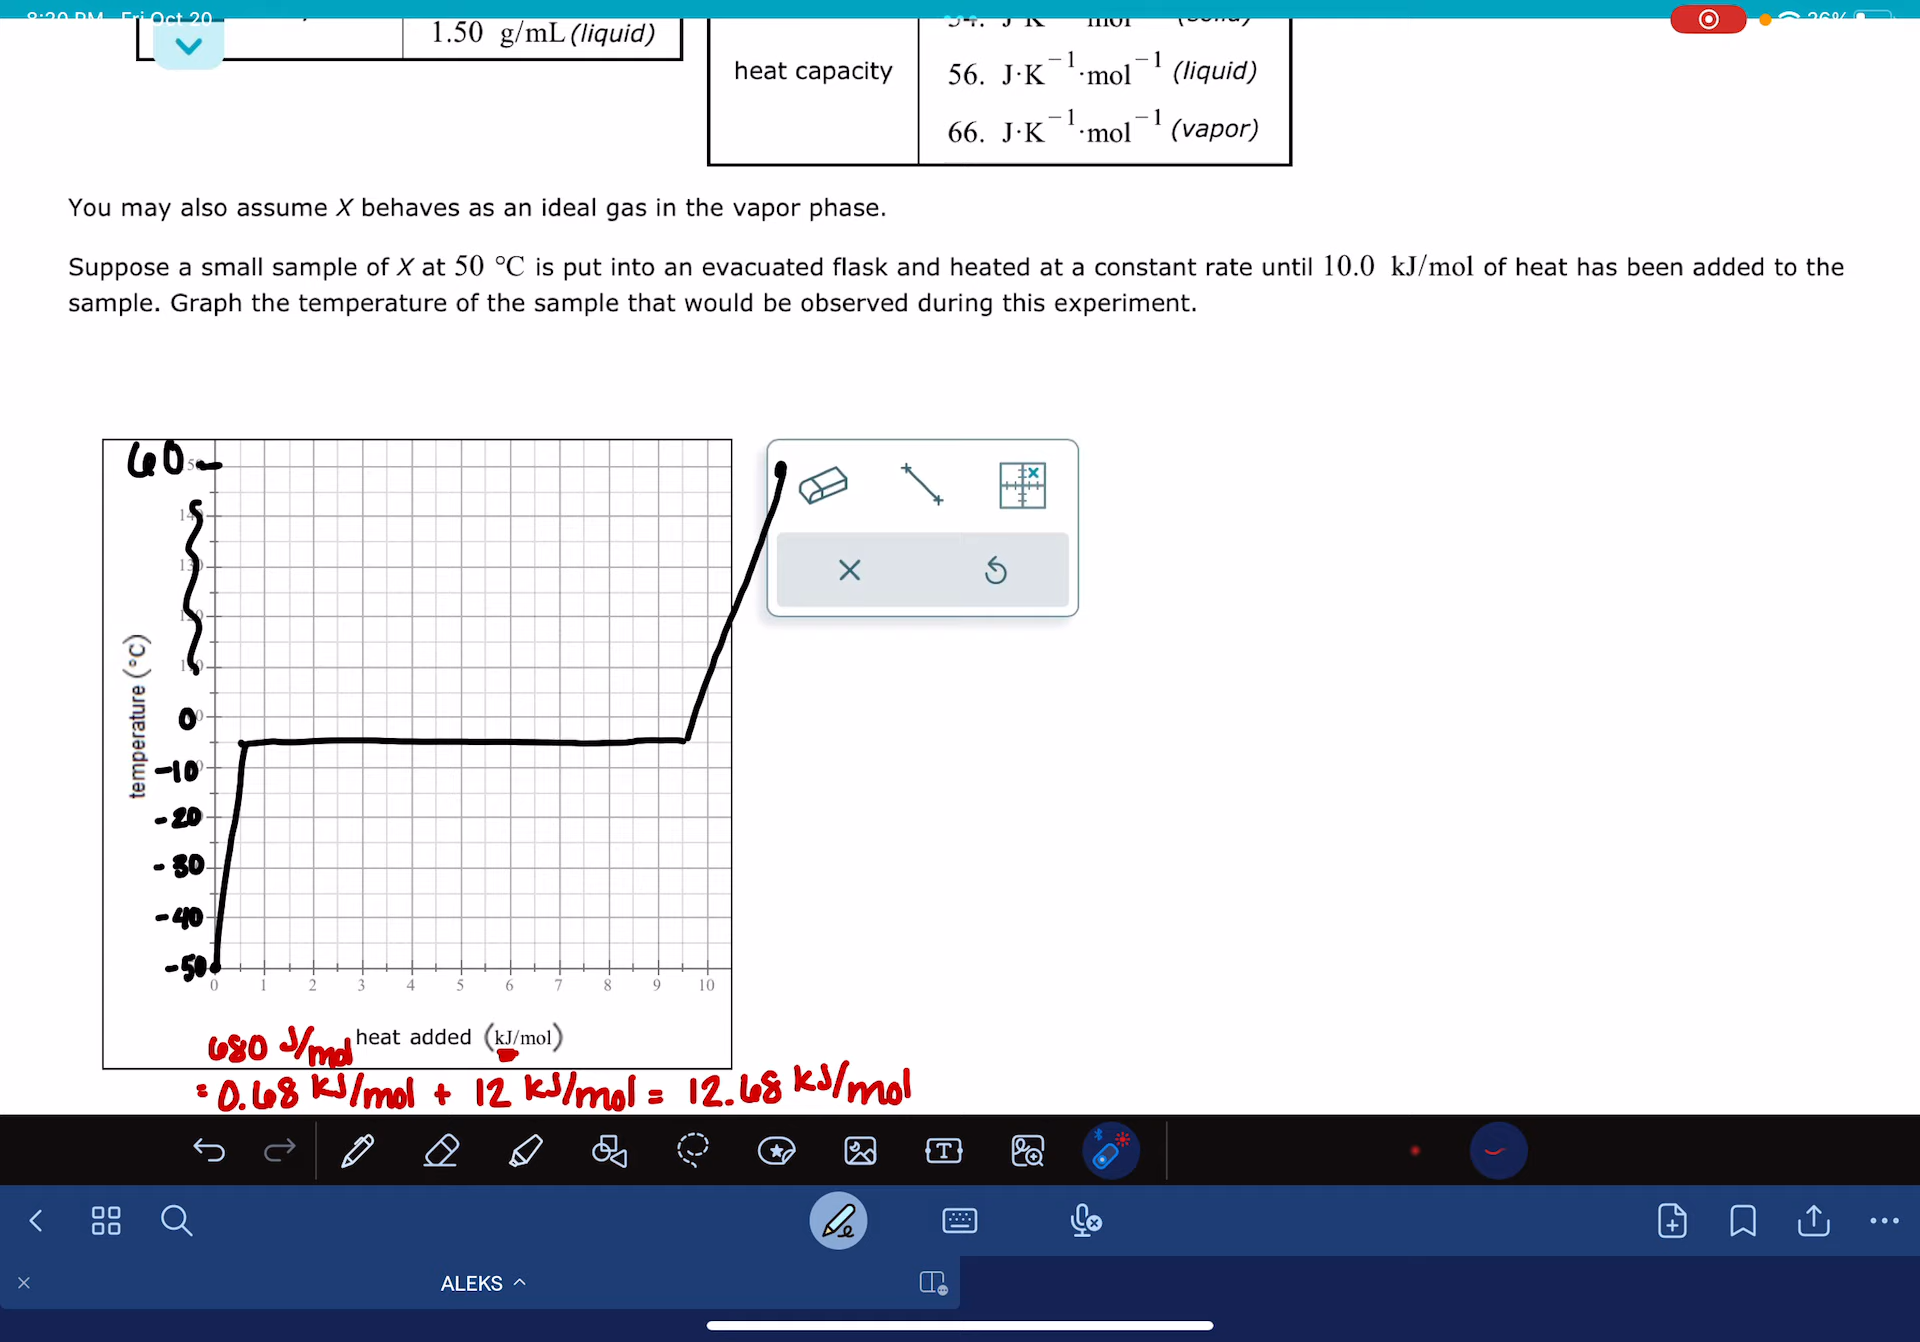 1.50 g/mL (liquid)
heat capacity
56. J·K⁻¹·mol⁻¹ (liquid)
66. J·K⁻¹·mol⁻¹ (vapor)
You may also assume X behaves as an ideal gas in the vapor phase.
Suppose a small sample of X at 50 °C is put into an evacuated flask and heated at a constant rate until 10.0 kJ/mol of heat has been added to the
sample. Graph the temperature of the sample that would be observed during this experiment.
60
temperature (°C)
0
-10
-20
-30
-40
-50
0 1 2 3 4 5 6 7 8 9 10
heat added (kJ/mol)
680 J/mol
= 0.68 kJ/mol + 12 kJ/mol = 12.68 kJ/mol
ALEKS